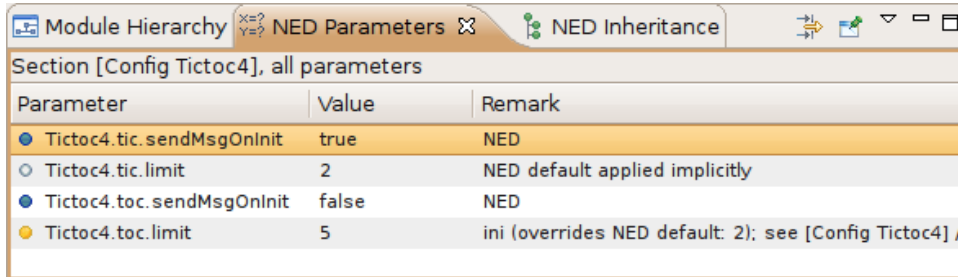 Module Hierarchy x=? y=? NED Parameters NED Inheritance
Section [Config Tictoc4], all parameters
Parameter Value Remark
Tictoc4.tic.sendMsgOnInit true NED
Tictoc4.tic.limit 2 NED default applied implicitly
Tictoc4.toc.sendMsgOnInit false NED
Tictoc4.toc.limit 5 ini (overrides NED default: 2); see [Config Tictoc4] /